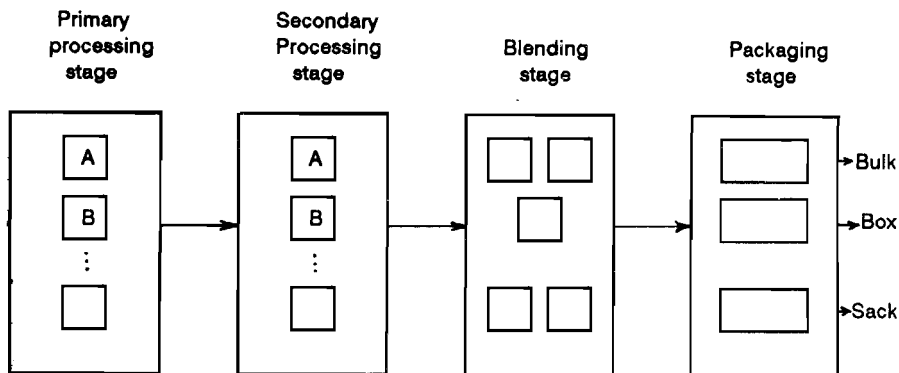 Primary
processing
stage
Secondary
Processing
stage
Blending
stage
Packaging
stage
A
B
A
B
Bulk
Box
Sack